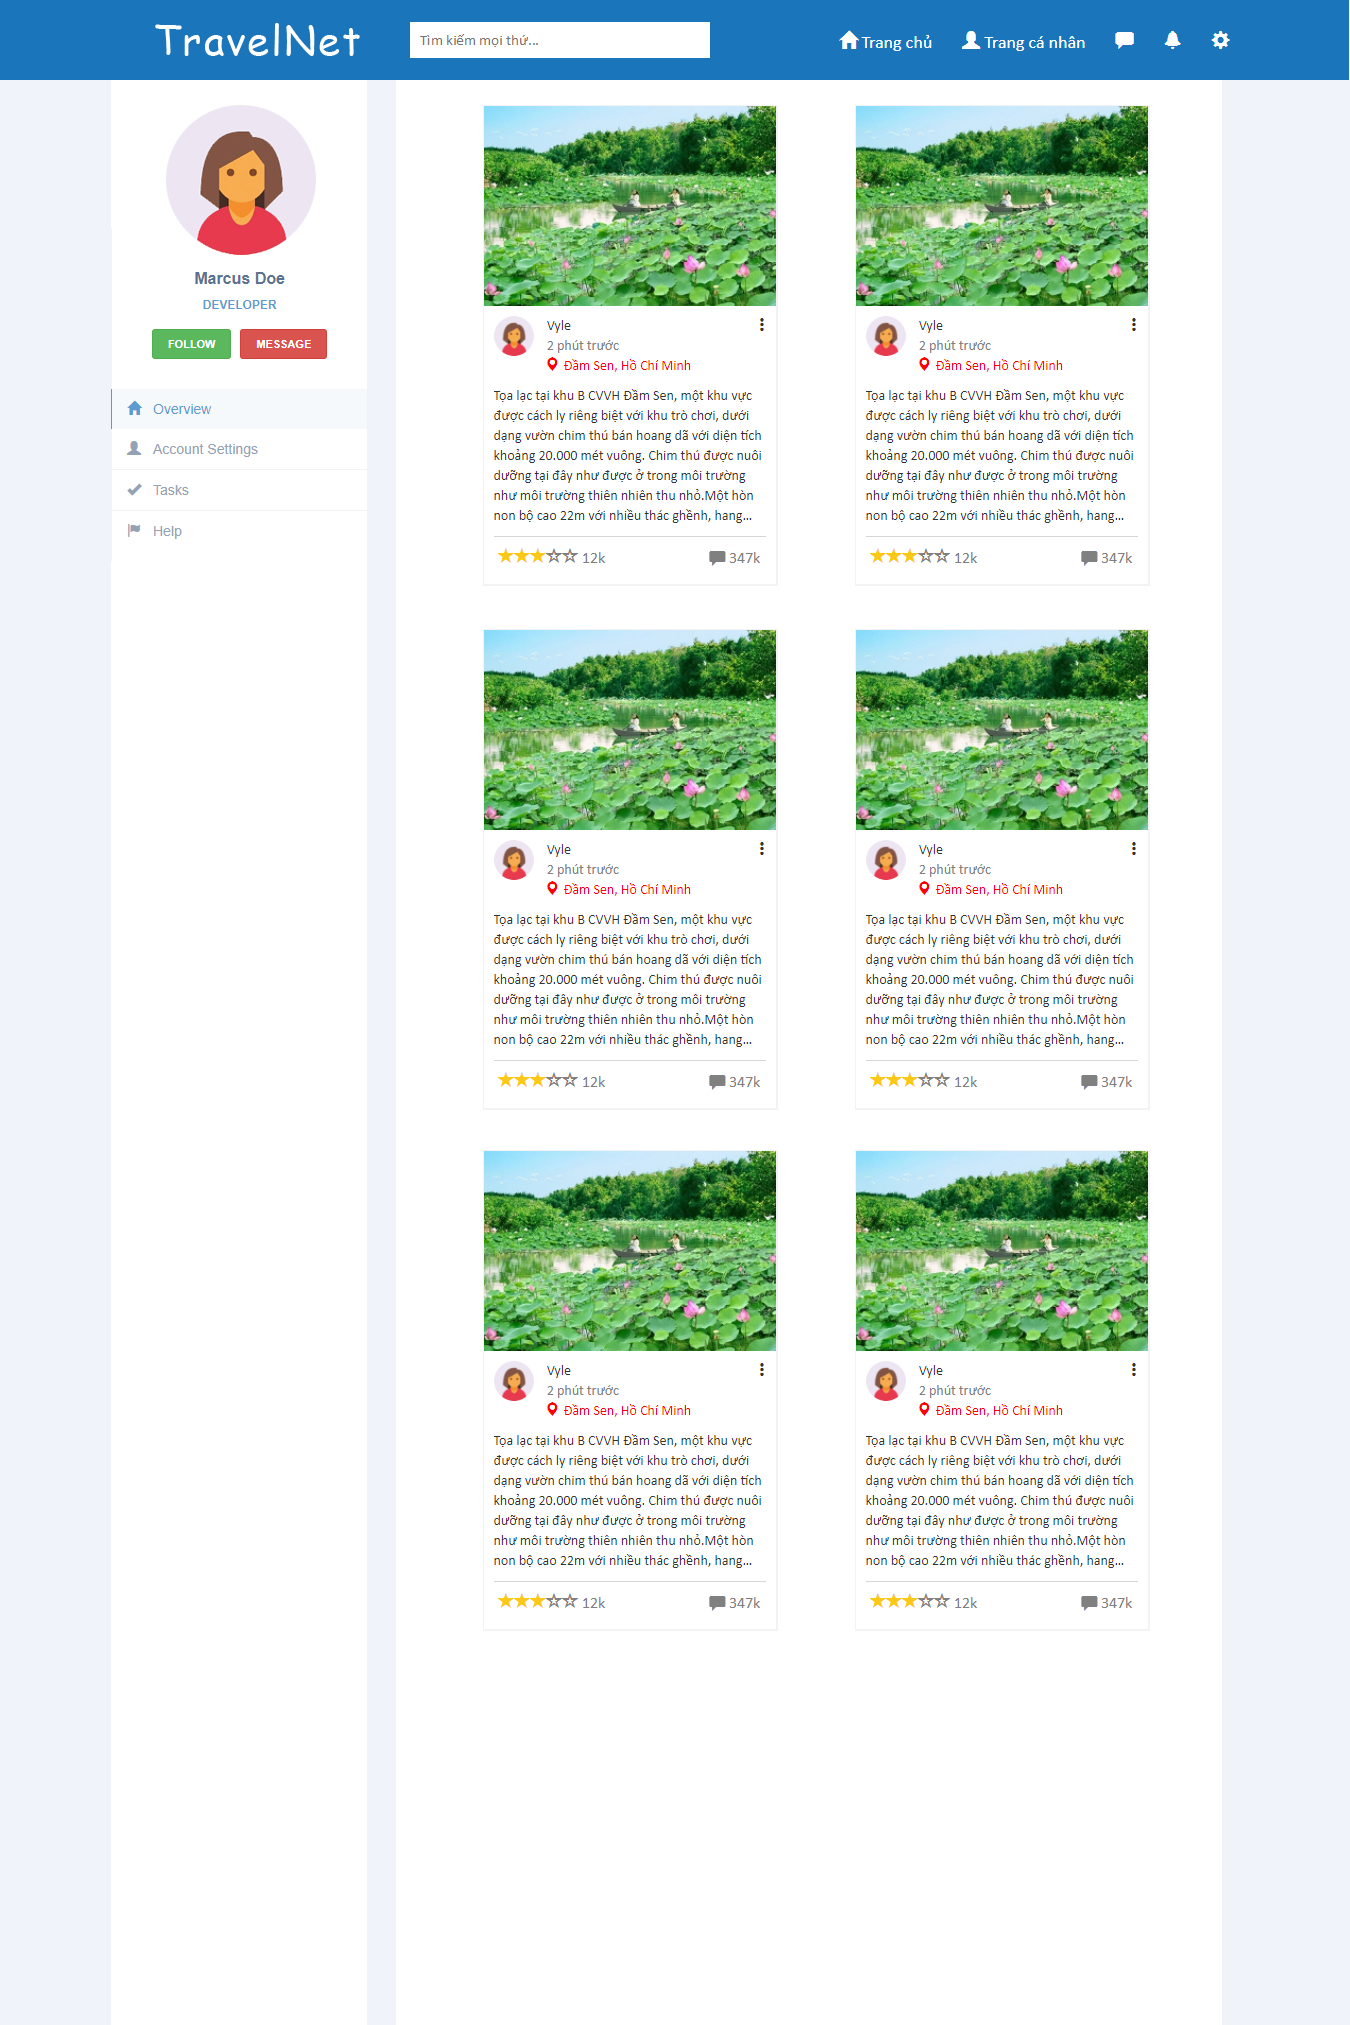 TravelNet
Tìm kiếm mọi thứ...
Trang chủ
Trang cá nhân
Marcus Doe
DEVELOPER
FOLLOW
MESSAGE
Overview
Account Settings
Tasks
Help
Vyle
2 phút trước
Đầm Sen, Hồ Chí Minh
Tọa lạc tại khu B CVVH Đầm Sen, một khu vực
được cách ly riêng biệt với khu trò chơi, dưới
dạng vườn chim thú bán hoang dã với diện tích
khoảng 20.000 mét vuông. Chim thú được nuôi
dưỡng tại đây như được ở trong môi trường
như môi trường thiên nhiên thu nhỏ.Một hòn
non bộ cao 22m với nhiều thác ghềnh, hang...
12k
347k
Vyle
2 phút trước
Đầm Sen, Hồ Chí Minh
Tọa lạc tại khu B CVVH Đầm Sen, một khu vực
được cách ly riêng biệt với khu trò chơi, dưới
dạng vườn chim thú bán hoang dã với diện tích
khoảng 20.000 mét vuông. Chim thú được nuôi
dưỡng tại đây như được ở trong môi trường
như môi trường thiên nhiên thu nhỏ.Một hòn
non bộ cao 22m với nhiều thác ghềnh, hang...
12k
347k
Vyle
2 phút trước
Đầm Sen, Hồ Chí Minh
Tọa lạc tại khu B CVVH Đầm Sen, một khu vực
được cách ly riêng biệt với khu trò chơi, dưới
dạng vườn chim thú bán hoang dã với diện tích
khoảng 20.000 mét vuông. Chim thú được nuôi
dưỡng tại đây như được ở trong môi trường
như môi trường thiên nhiên thu nhỏ.Một hòn
non bộ cao 22m với nhiều thác ghềnh, hang...
12k
347k
Vyle
2 phút trước
Đầm Sen, Hồ Chí Minh
Tọa lạc tại khu B CVVH Đầm Sen, một khu vực
được cách ly riêng biệt với khu trò chơi, dưới
dạng vườn chim thú bán hoang dã với diện tích
khoảng 20.000 mét vuông. Chim thú được nuôi
dưỡng tại đây như được ở trong môi trường
như môi trường thiên nhiên thu nhỏ.Một hòn
non bộ cao 22m với nhiều thác ghềnh, hang...
12k
347k
Vyle
2 phút trước
Đầm Sen, Hồ Chí Minh
Tọa lạc tại khu B CVVH Đầm Sen, một khu vực
được cách ly riêng biệt với khu trò chơi, dưới
dạng vườn chim thú bán hoang dã với diện tích
khoảng 20.000 mét vuông. Chim thú được nuôi
dưỡng tại đây như được ở trong môi trường
như môi trường thiên nhiên thu nhỏ.Một hòn
non bộ cao 22m với nhiều thác ghềnh, hang...
12k
347k
Vyle
2 phút trước
Đầm Sen, Hồ Chí Minh
Tọa lạc tại khu B CVVH Đầm Sen, một khu vực
được cách ly riêng biệt với khu trò chơi, dưới
dạng vườn chim thú bán hoang dã với diện tích
khoảng 20.000 mét vuông. Chim thú được nuôi
dưỡng tại đây như được ở trong môi trường
như môi trường thiên nhiên thu nhỏ.Một hòn
non bộ cao 22m với nhiều thác ghềnh, hang...
12k
347k